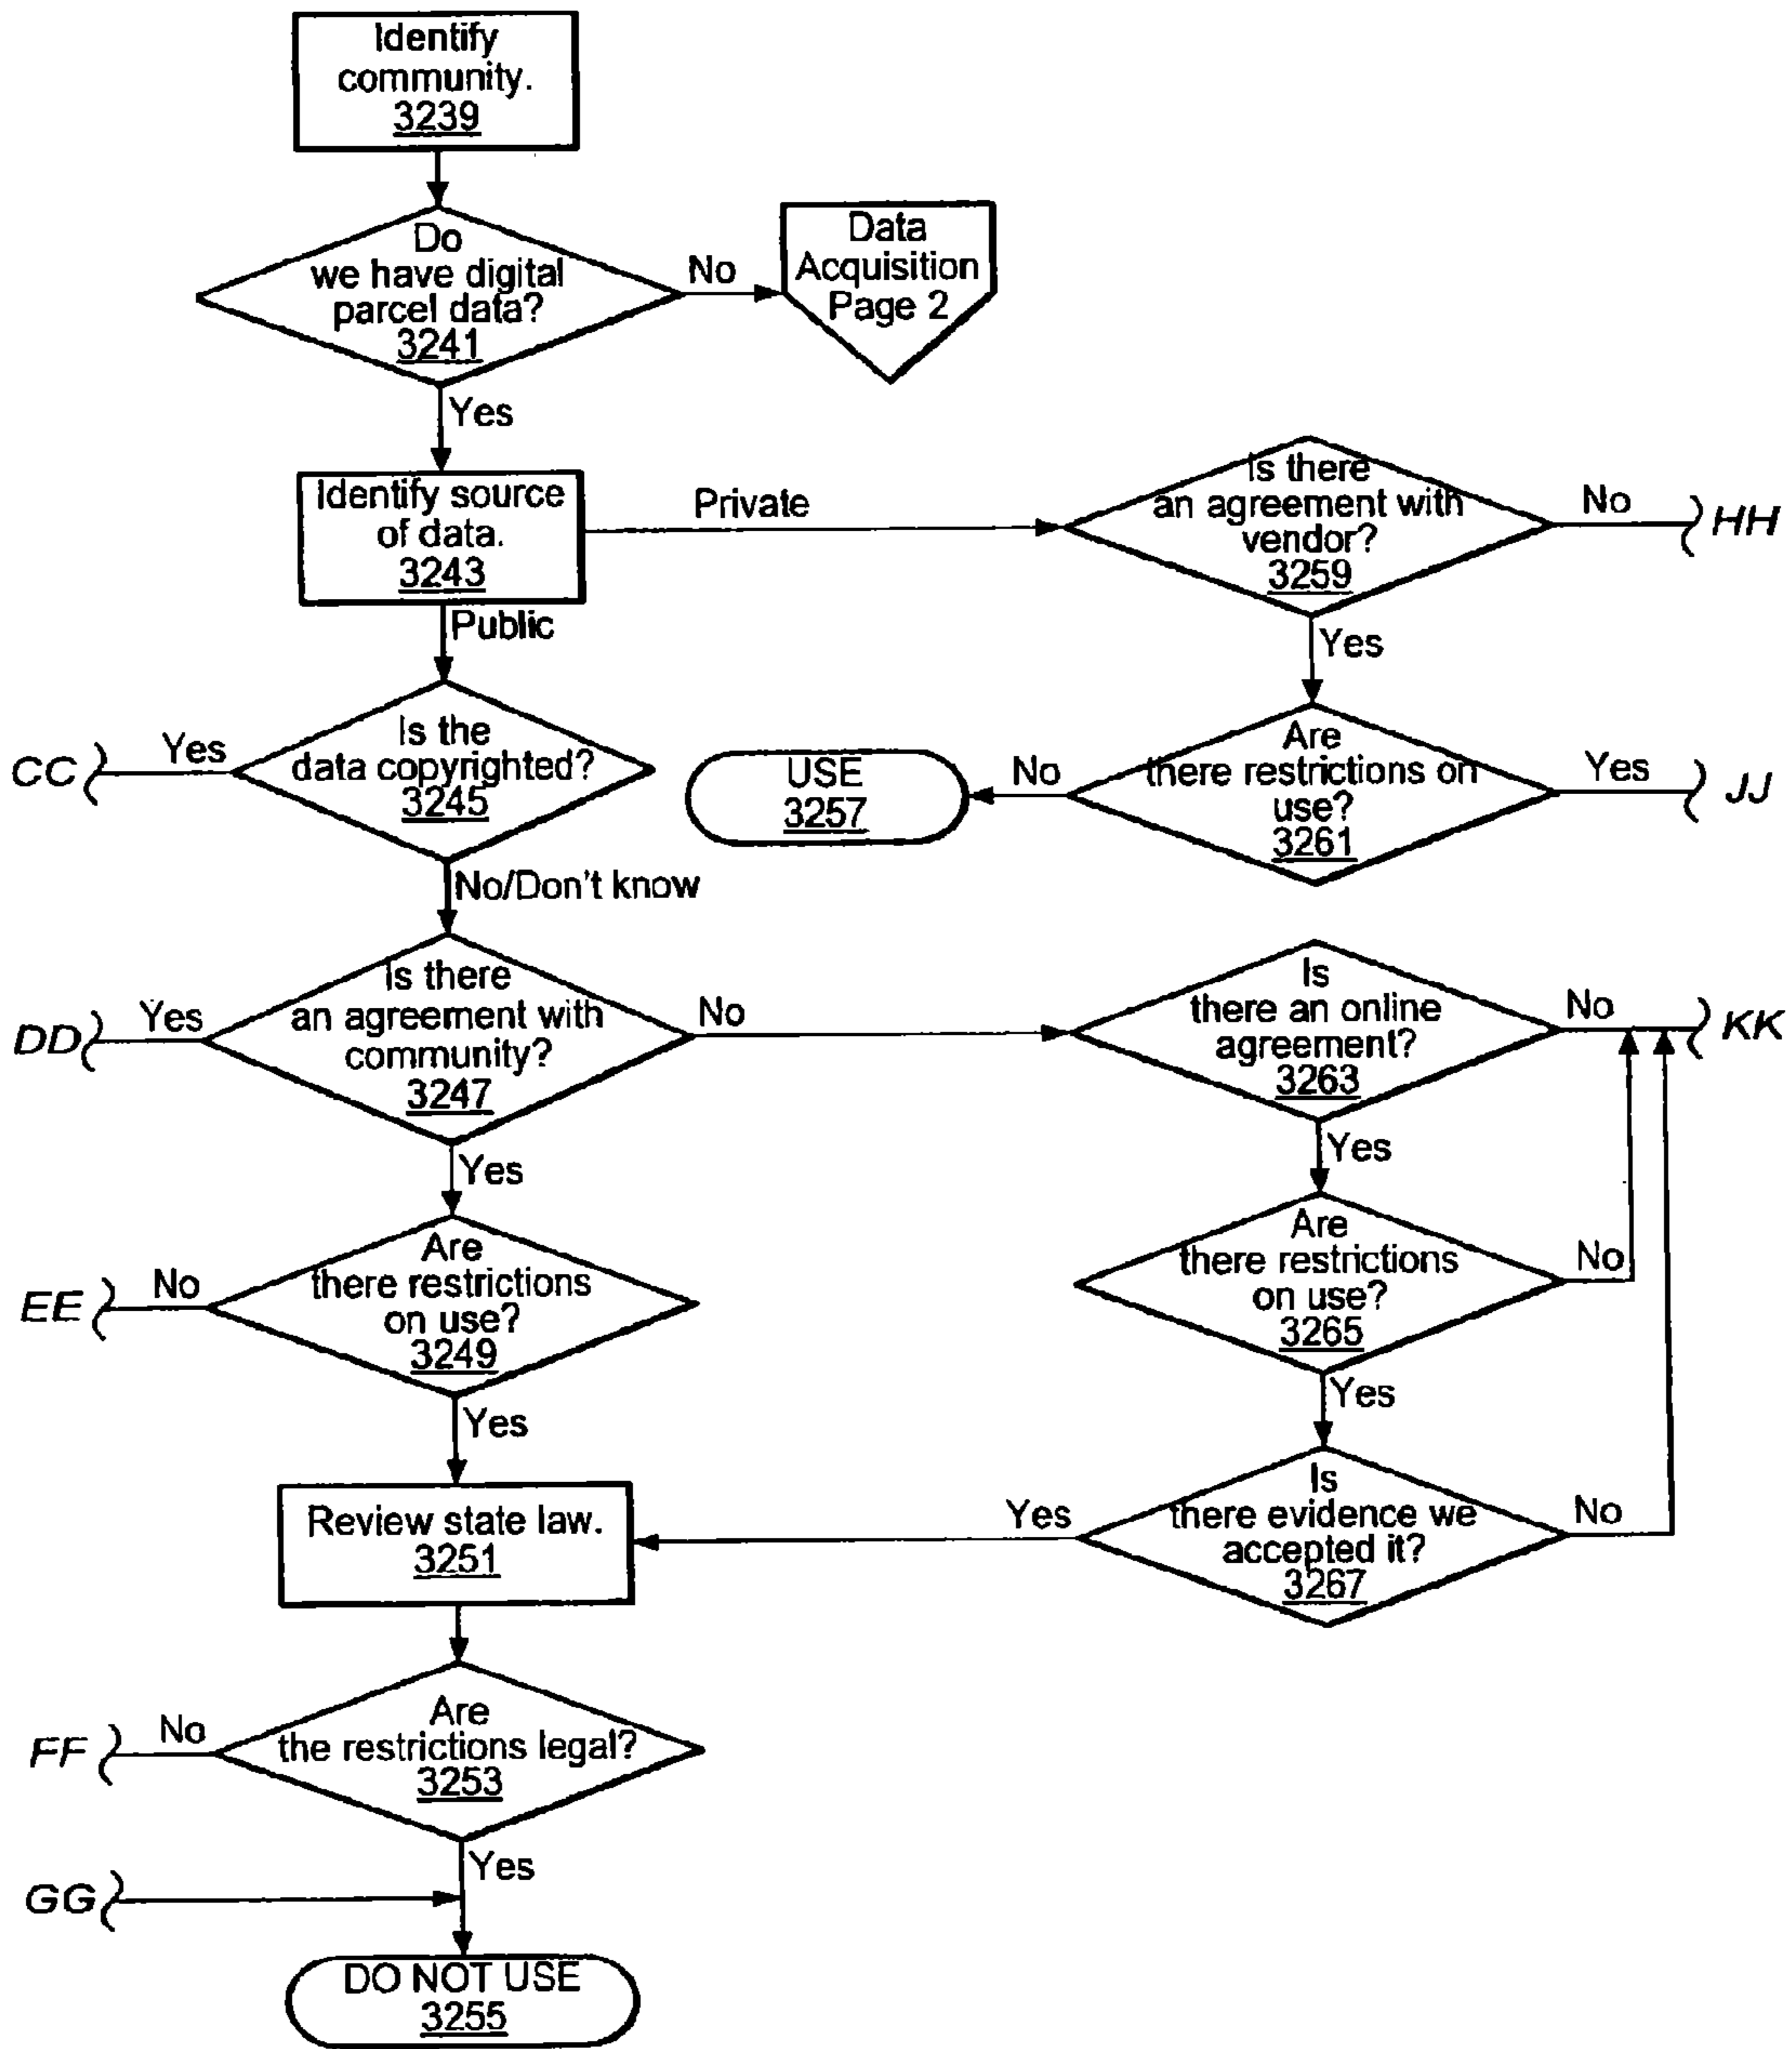 Identify
community.
3239
Do
we have digital
parcel data?
3241
No
Data
Acquisition
Page 2
Yes
Identify source
of data.
3243
Private
Is there
an agreement with
vendor?
3259
No
HH
Public
Yes
CC
Yes
Is the
data copyrighted?
3245
USE
3257
No
Are
there restrictions on
use?
3261
Yes
JJ
No/Don't know
DD
Yes
Is there
an agreement with
community?
3247
No
Is
there an online
agreement?
3263
No
KK
Yes
Yes
EE
No
Are
there restrictions
on use?
3249
Are
there restrictions
on use?
3265
No
Yes
Yes
Review state law.
3251
Yes
Is
there evidence we
accepted it?
3267
No
FF
No
Are
the restrictions legal?
3253
Yes
GG
DO NOT USE
3255